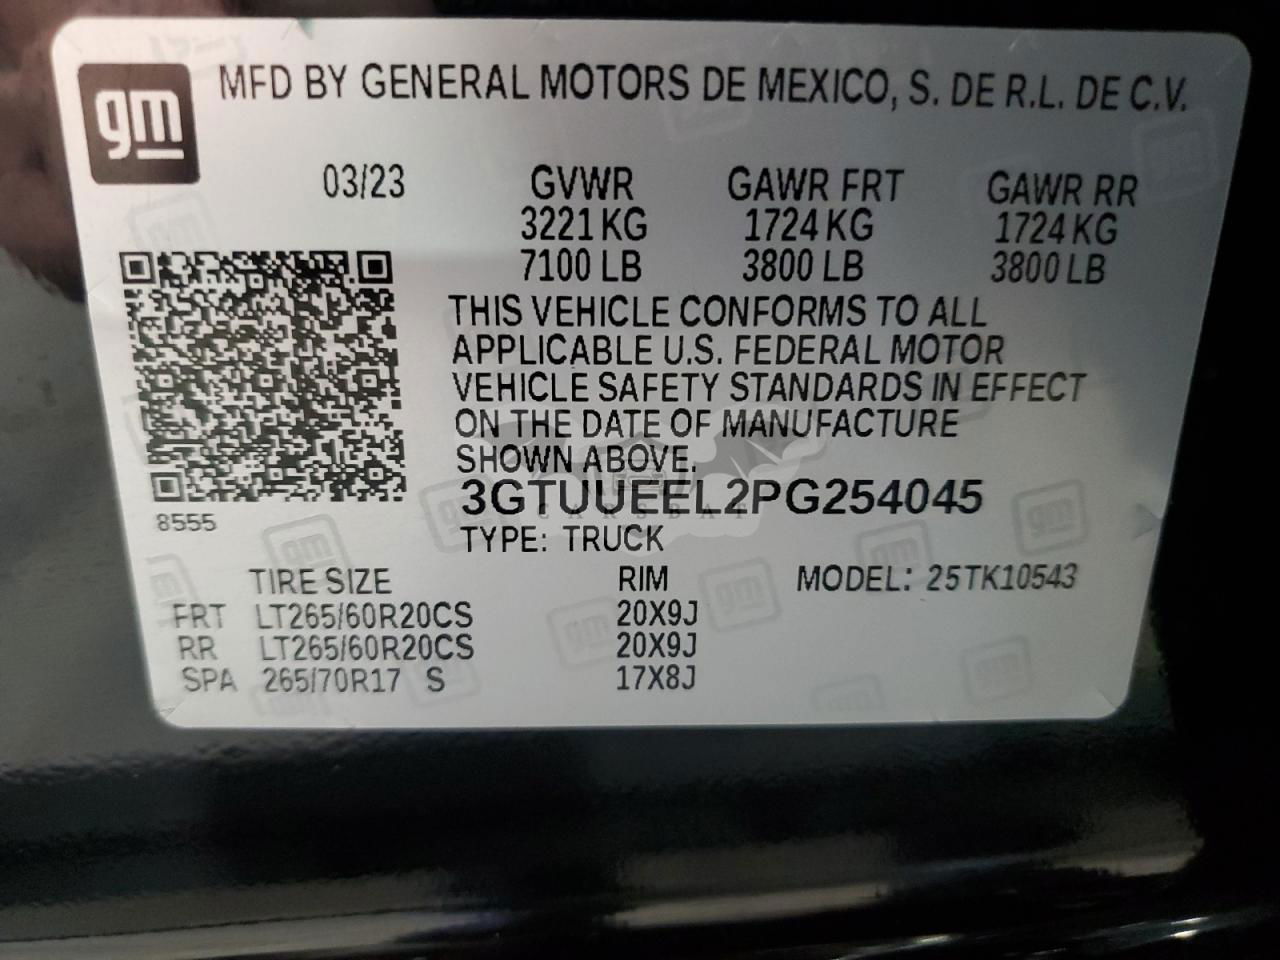 gm
MFD BY GENERAL MOTORS DE MEXICO, S. DE R.L. DE C.V.
03/23 GVWR GAWR FRT GAWR RR
3221 KG 1724 KG 1724 KG
7100 LB 3800 LB 3800 LB
THIS VEHICLE CONFORMS TO ALL
APPLICABLE U.S. FEDERAL MOTOR
VEHICLE SAFETY STANDARDS IN EFFECT
ON THE DATE OF MANUFACTURE
SHOWN ABOVE.
3GTUUEEL2PG254045
CARSBAT
8555
TYPE: TRUCK
TIRE SIZE RIM MODEL: 25TK10543
FRT LT265/60R20CS 20X9J
RR LT265/60R20CS 20X9J
SPA 265/70R17 S 17X8J